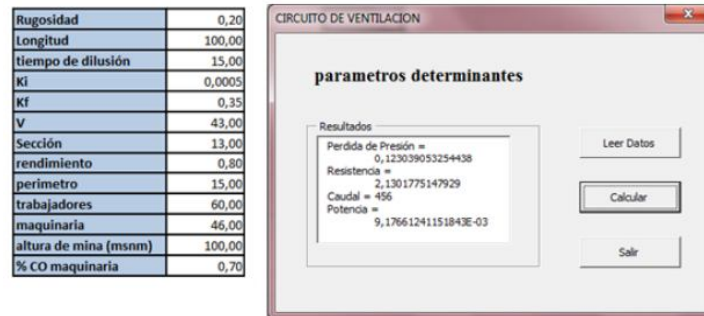 Rugosidad 0,20
Longitud 100,00
tiempo de dilusión 15,00
Ki 0,0005
Kf 0,35
V 43,00
Sección 13,00
rendimiento 0,80
perimetro 15,00
trabajadores 60,00
maquinaria 46,00
altura de mina (msnm) 100,00
% CO maquinaria 0,70
CIRCUITO DE VENTILACION
parametros determinantes
Resultados
Perdida de Presión =
0,123039053254438
Resistencia =
2,1301775147929
Caudal = 456
Potencia =
9,17661241151843E-03
Leer Datos
Calcular
Salir